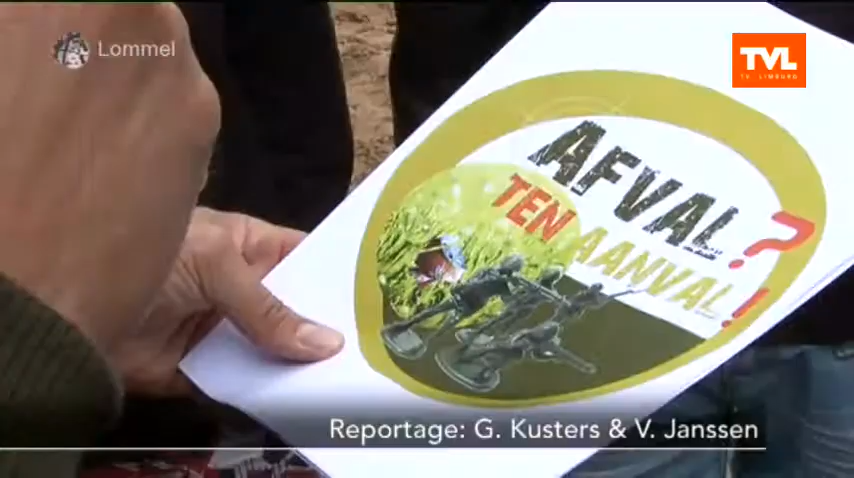 Lommel
TVL
TV LIMBURG
AFVAL?
TEN AANVAL!
Reportage: G. Kusters & V. Janssen